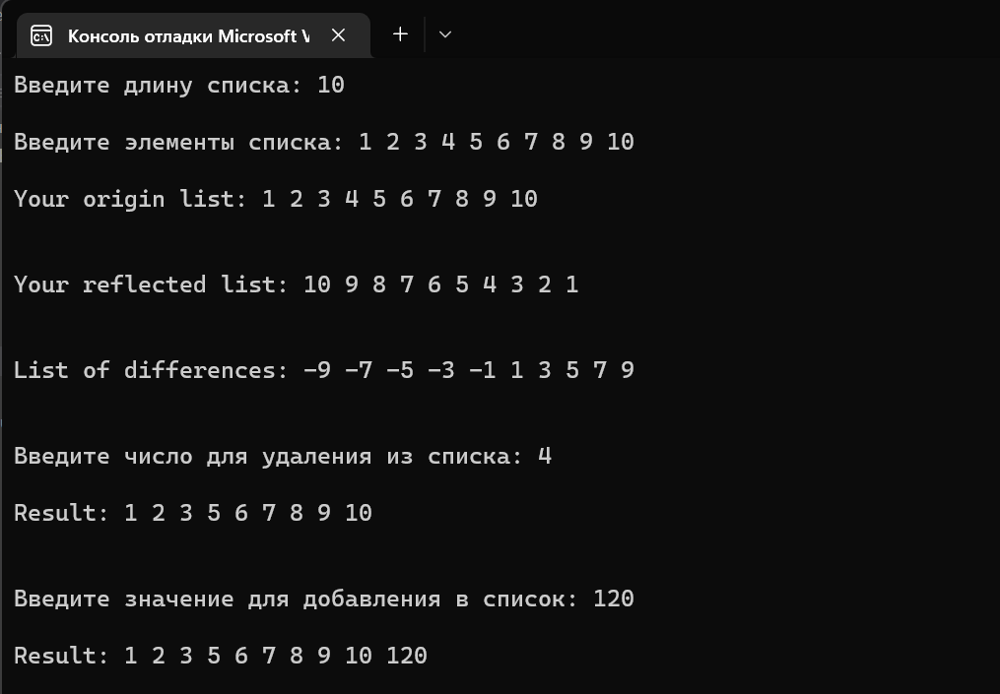 Консоль отладки Microsoft V
Введите длину списка: 10
Введите элементы списка: 1 2 3 4 5 6 7 8 9 10
Your origin list: 1 2 3 4 5 6 7 8 9 10
Your reflected list: 10 9 8 7 6 5 4 3 2 1
List of differences: -9 -7 -5 -3 -1 1 3 5 7 9
Введите число для удаления из списка: 4
Result: 1 2 3 5 6 7 8 9 10
Введите значение для добавления в список: 120
Result: 1 2 3 5 6 7 8 9 10 120